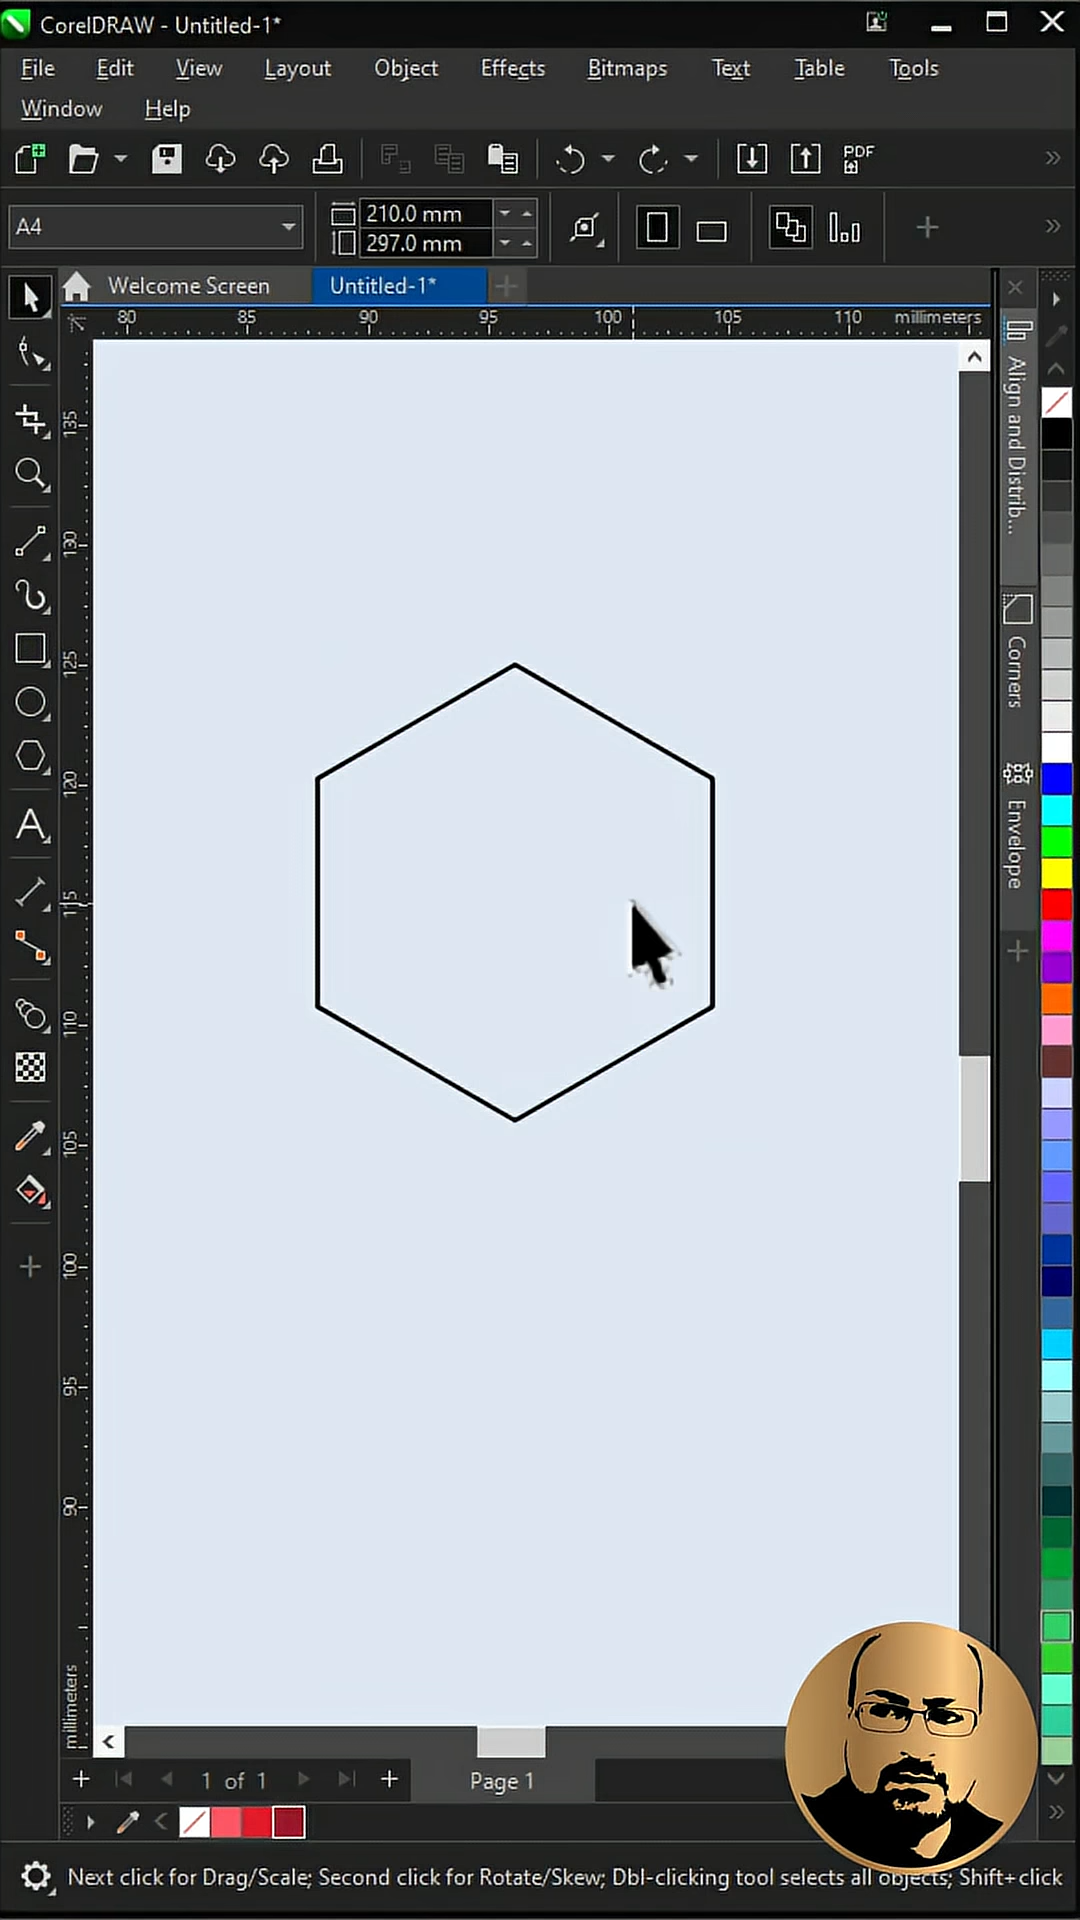 CorelDRAW - Untitled-1*
File Edit View Layout Object Effects Bitmaps Text Table Tools
Window Help
PDF
A4
210.0 mm
297.0 mm
Welcome Screen Untitled-1*
80 85 90 95 100 105 110 millimeters
135
130
125
120
115
110
105
100
95
90
millimeters
Align and Distrib...
Corners
Envelope
1 of 1
Page 1
Next click for Drag/Scale; Second click for Rotate/Skew; Dbl-clicking tool selects all objects; Shift+click